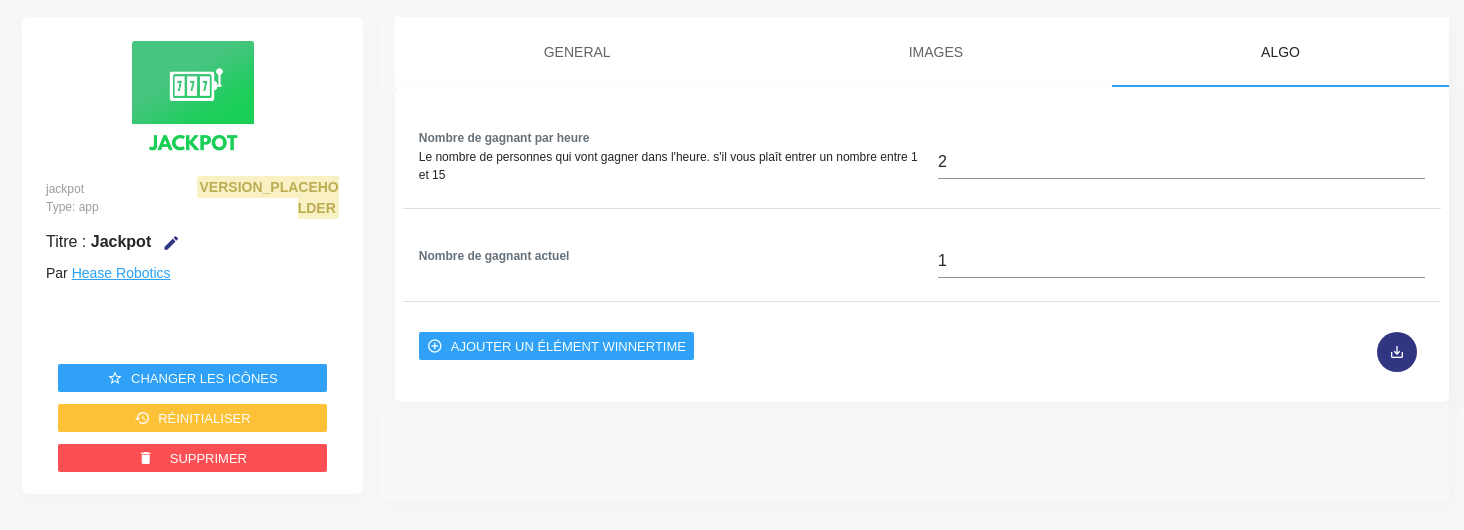 GENERAL
IMAGES
ALGO
777
JACKPOT
jackpot
Type: app
VERSION_PLACEHO
LDER
Titre : Jackpot
Par Hease Robotics
CHANGER LES ICÔNES
RÉINITIALISER
SUPPRIMER
Nombre de gagnant par heure
Le nombre de personnes qui vont gagner dans l'heure. s'il vous plaît entrer un nombre entre 1
et 15
2
Nombre de gagnant actuel
1
AJOUTER UN ÉLÉMENT WINNERTIME